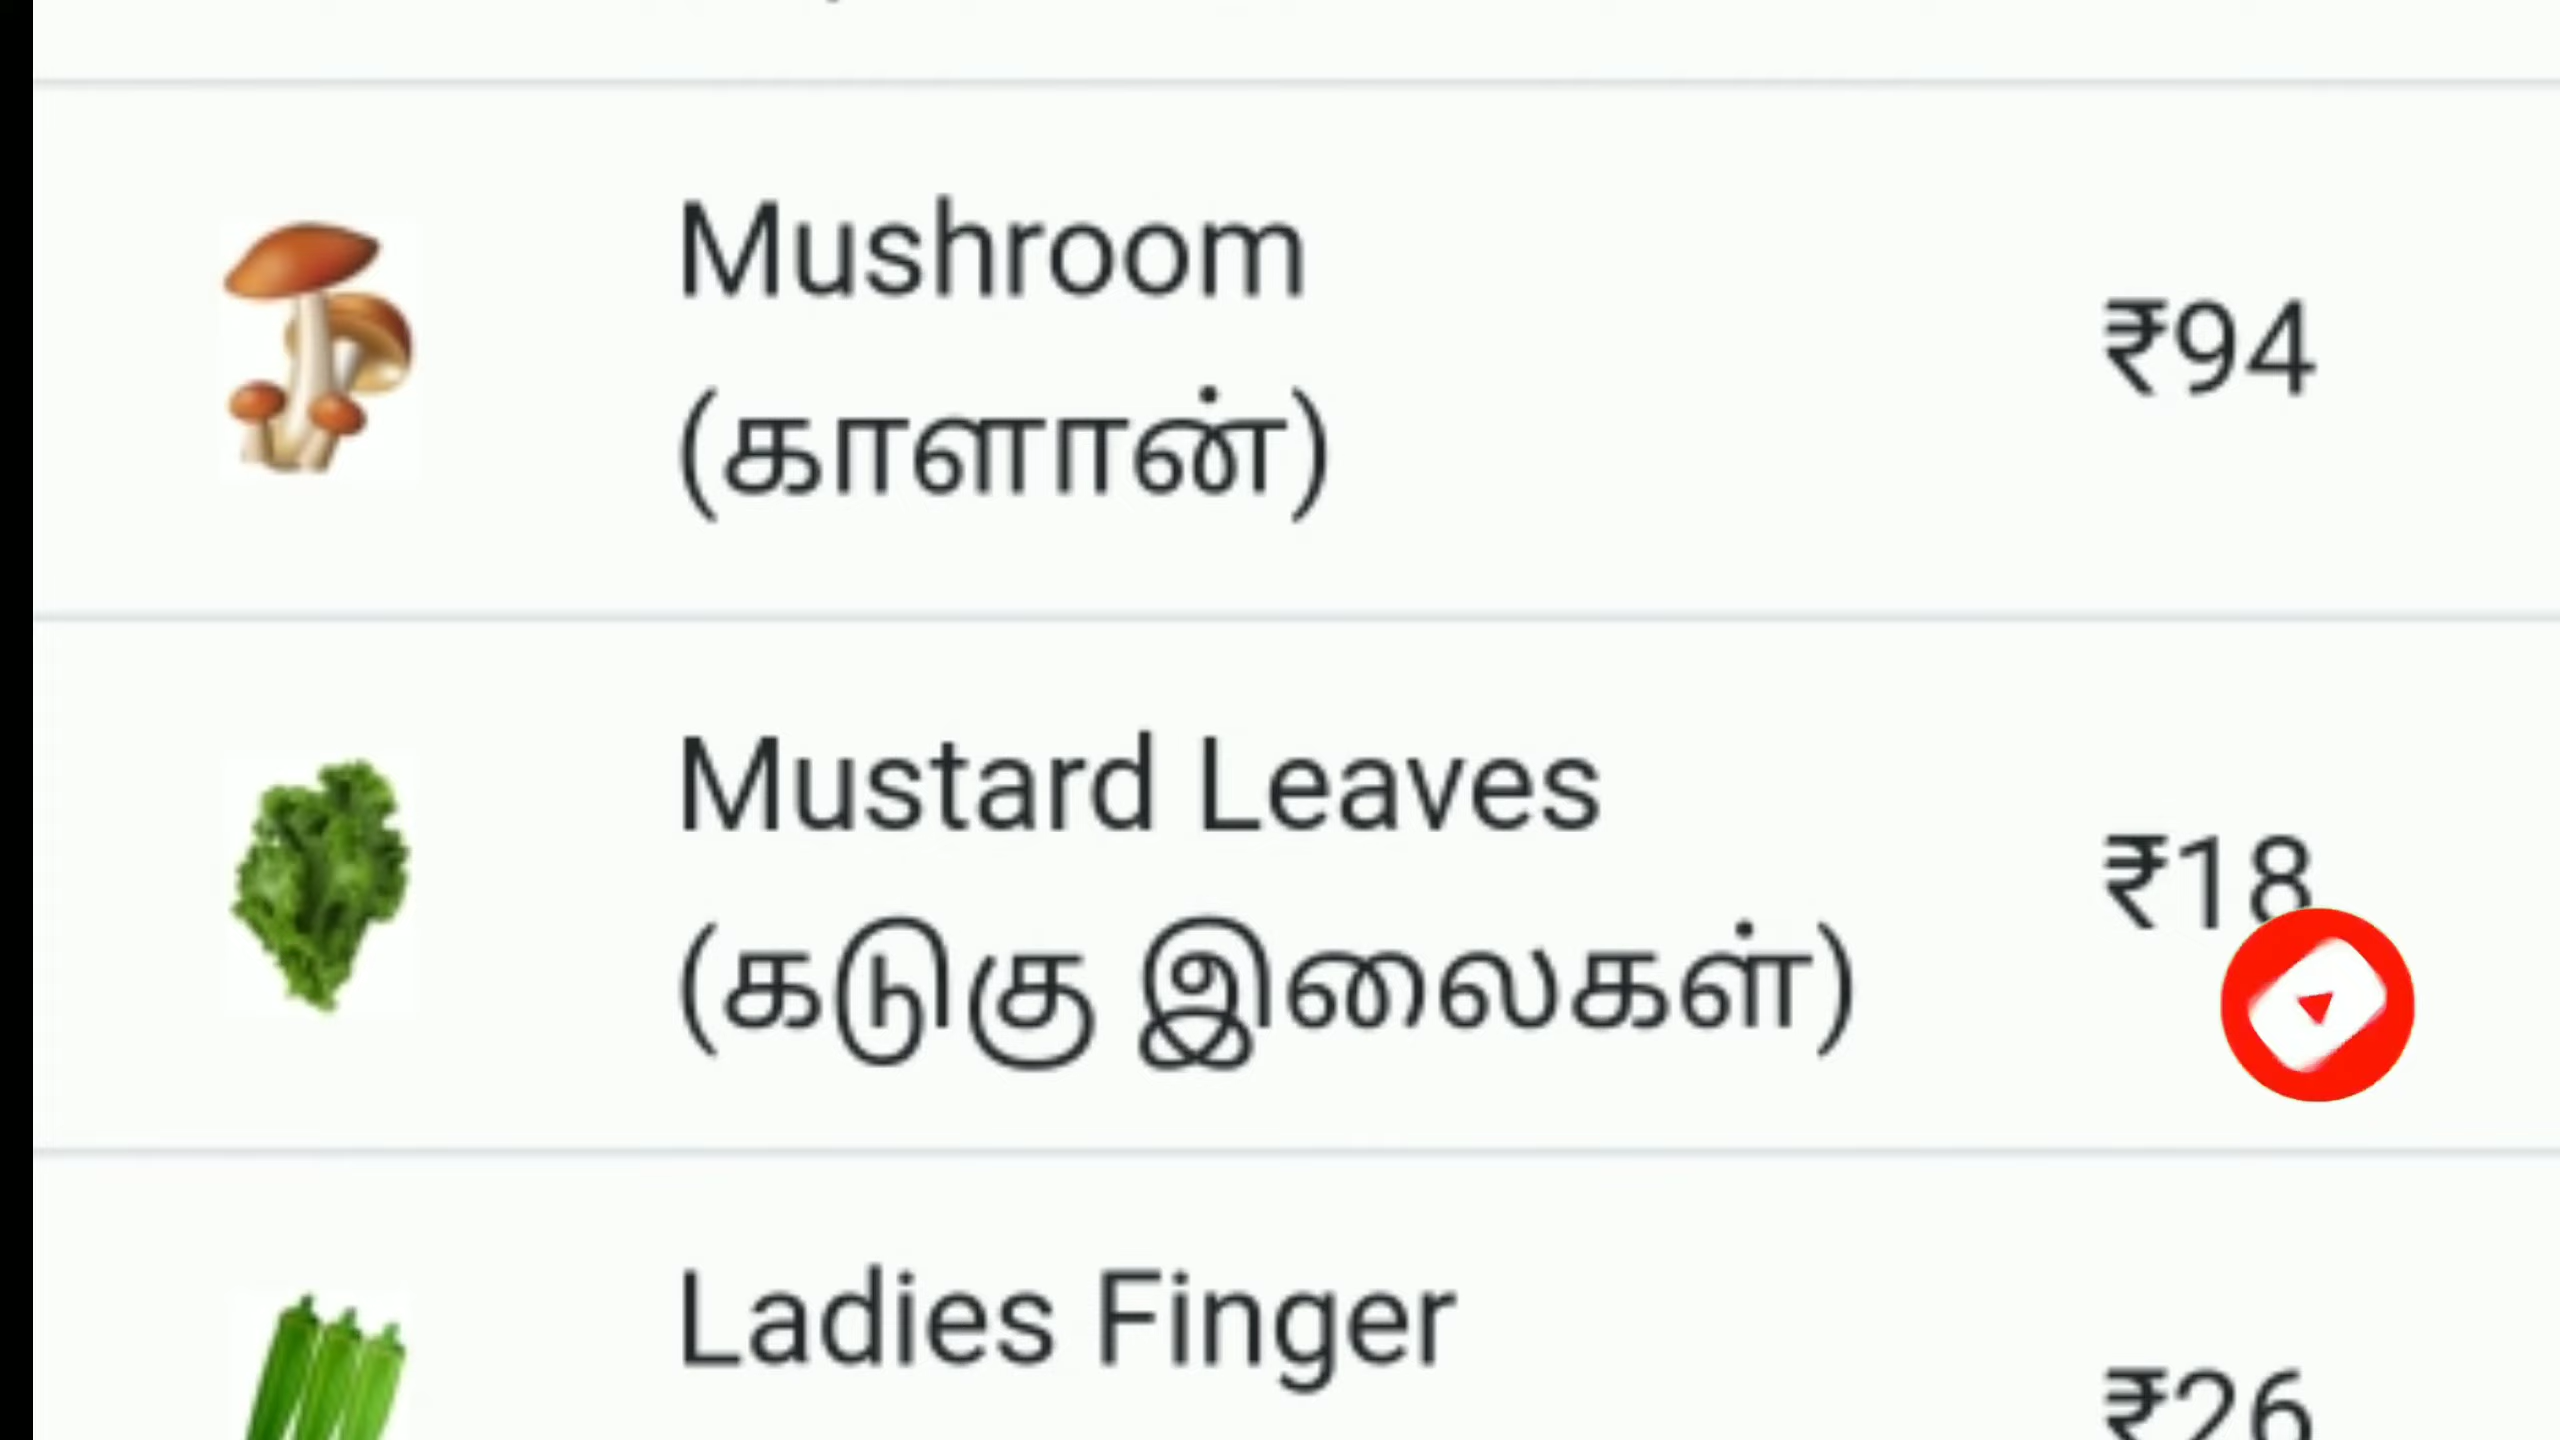 Mushroom
(காளான்)
₹94
Mustard Leaves
(கடுகு இலைகள்)
₹18
Ladies Finger
₹26